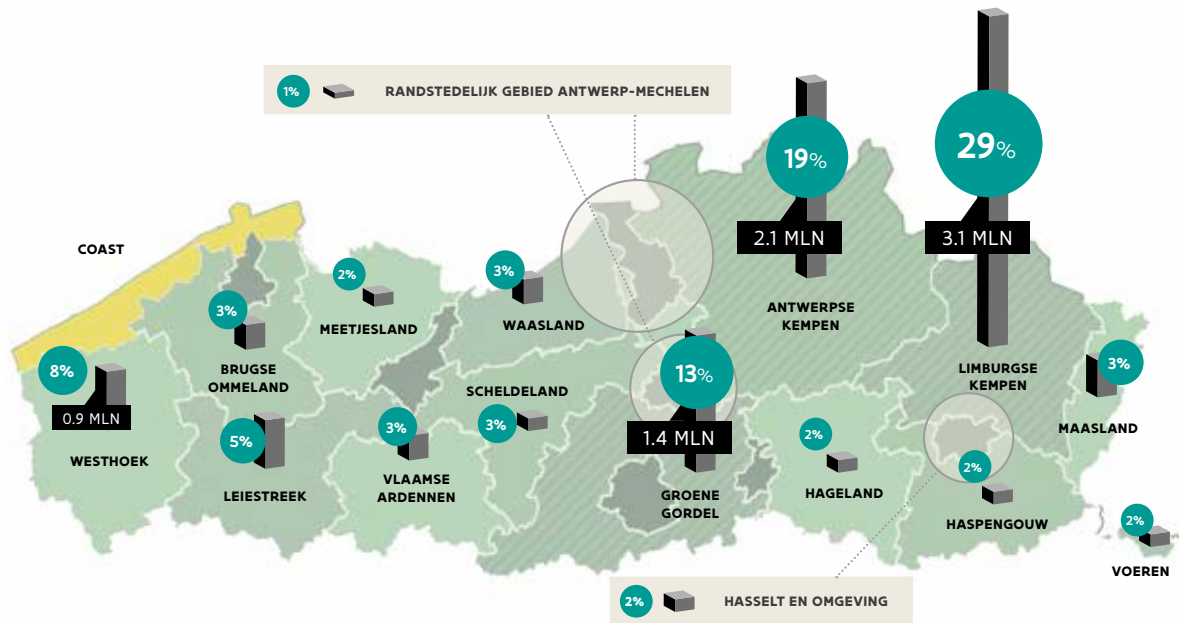 1% RANDSTEDELIJK GEBIED ANTWERP-MECHELEN
19%
29%
2.1 MLN
3.1 MLN
COAST
2%
MEETJESLAND
3%
WAASLAND
ANTWERPSE
KEMPEN
3%
BRUGSE
OMMELAND
LIMBURGSE
KEMPEN
3%
MAASLAND
8%
0.9 MLN
WESTHOEK
5%
LEIESTREEK
3%
VLAAMSE
ARDENNEN
SCHELDELAND
3%
13%
1.4 MLN
GROENE
GORDEL
2%
HAGELAND
2%
HASPENGOUW
2%
VOEREN
2% HASSELT EN OMGEVING